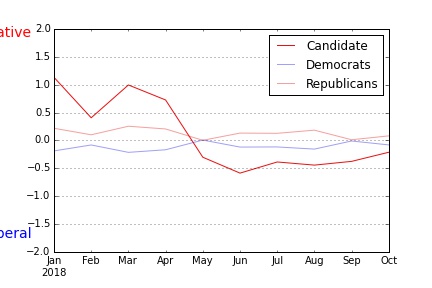 ative
2.0
1.5
1.0
0.5
0.0
−0.5
−1.0
−1.5
−2.0
beral
Candidate
Democrats
Republicans
Jan Feb Mar Apr May Jun Jul Aug Sep Oct
2018